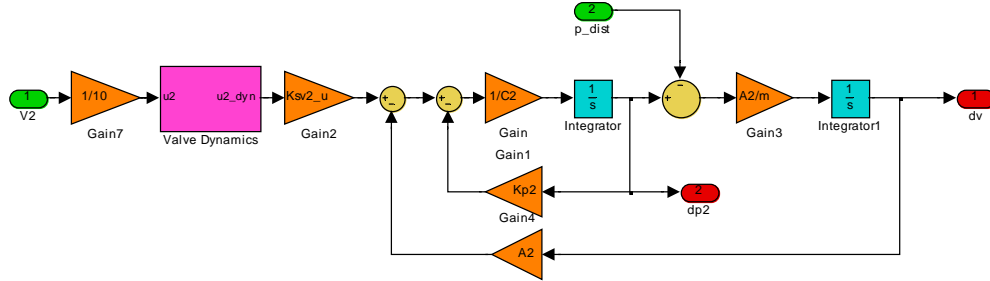 2
p_dist
1
V2
1/10
Gain7
u2
u2_dyn
Valve Dynamics
Ksv2_u
Gain2
1/C2
Gain
1
s
Integrator
A2/m
Gain3
1
s
Integrator1
1
dv
Gain1
Kp2
2
dp2
Gain4
A2